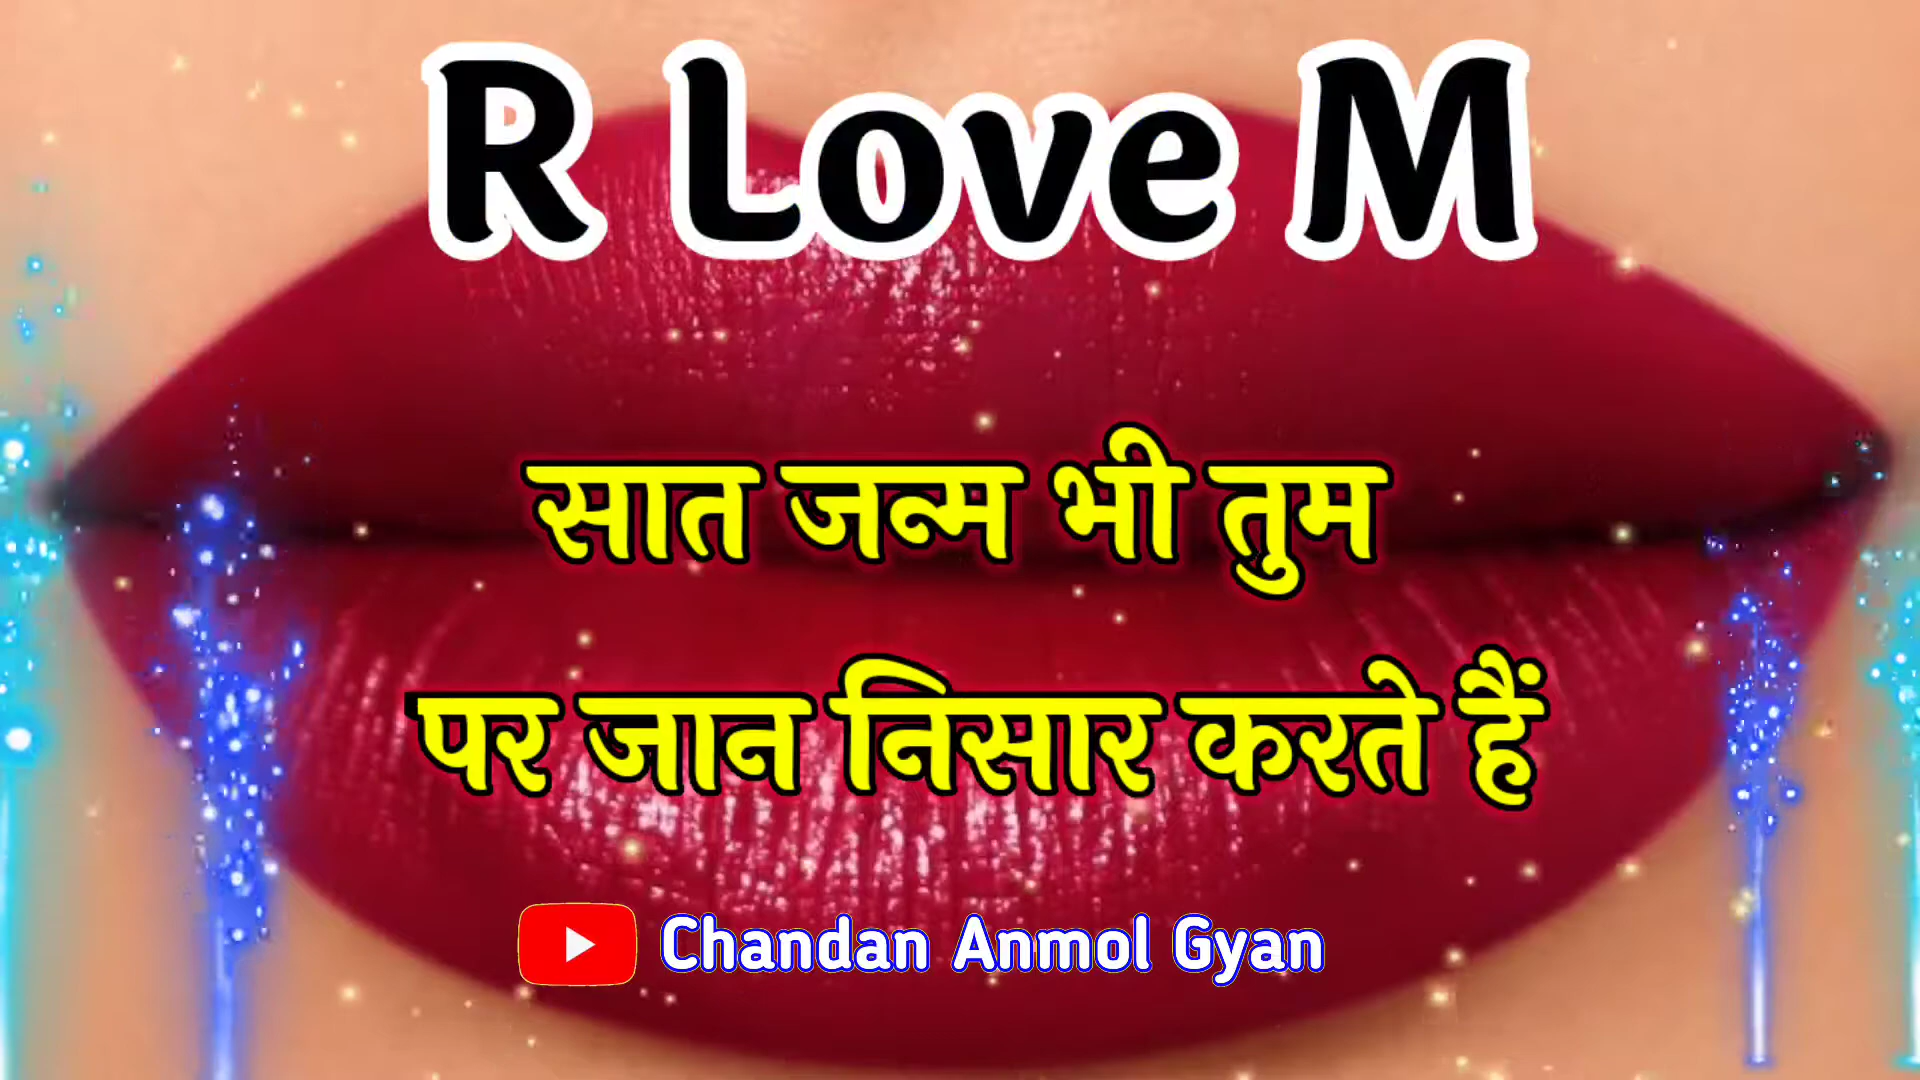 R Love M
सात जन्म भी तुम
पर जान निसार करते हैं
Chandan Anmol Gyan